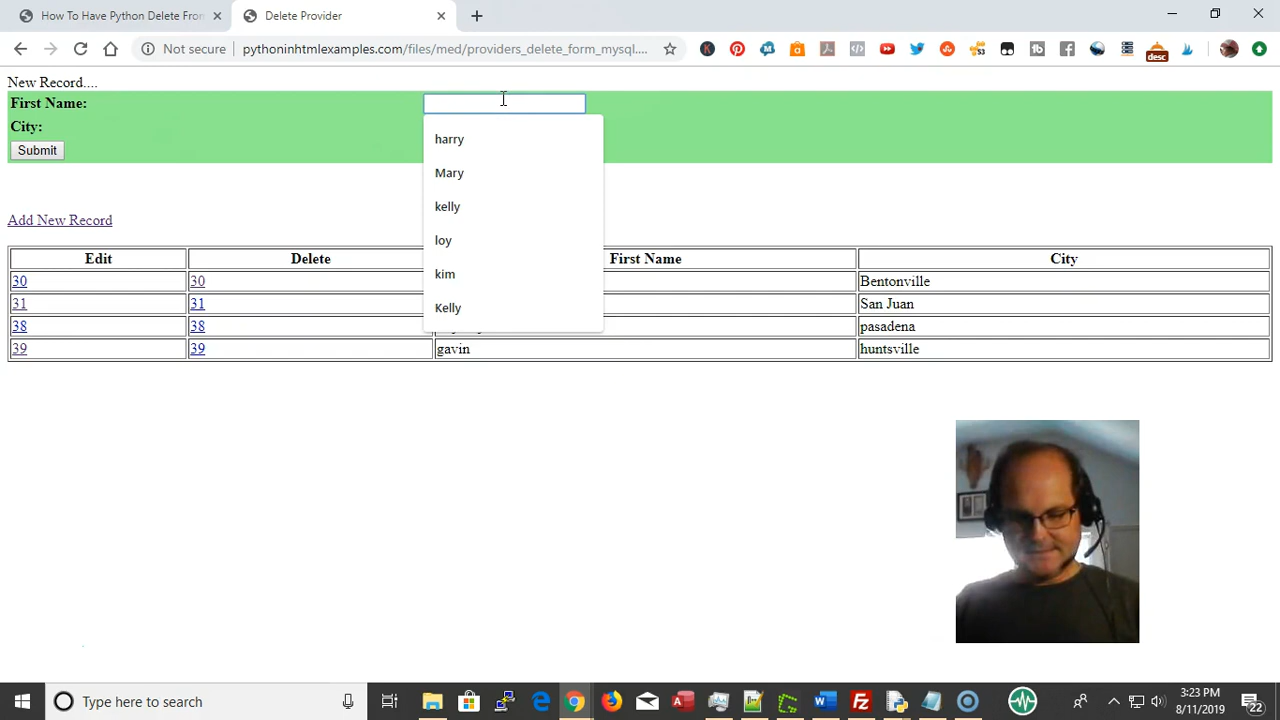 How To Have Python Delete From
Delete Provider
Not secure
pythoninhtmlexamples.com/files/med/providers_delete_form_mysql....
S3
desc
New Record....
First Name:
City:
Submit
harry
Mary
kelly
loy
kim
Kelly
Add New Record
Edit Delete First Name City
30 30 Bentonville
31 31 San Juan
38 38 pasadena
39 39 gavin huntsville
Type here to search
3:23 PM
8/11/2019
22